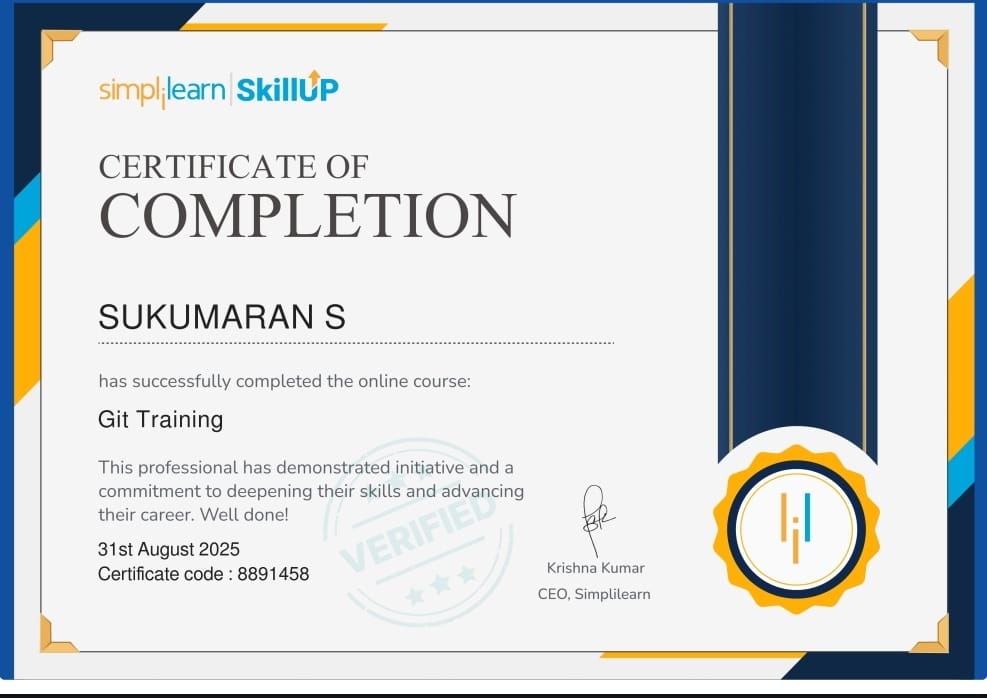 simplilearn | SkillUP
CERTIFICATE OF
COMPLETION
SUKUMARAN S
has successfully completed the online course:
Git Training
This professional has demonstrated initiative and a
commitment to deepening their skills and advancing
their career. Well done!
31st August 2025
Certificate code : 8891458
VERIFIED
Krishna Kumar
CEO, Simplilearn